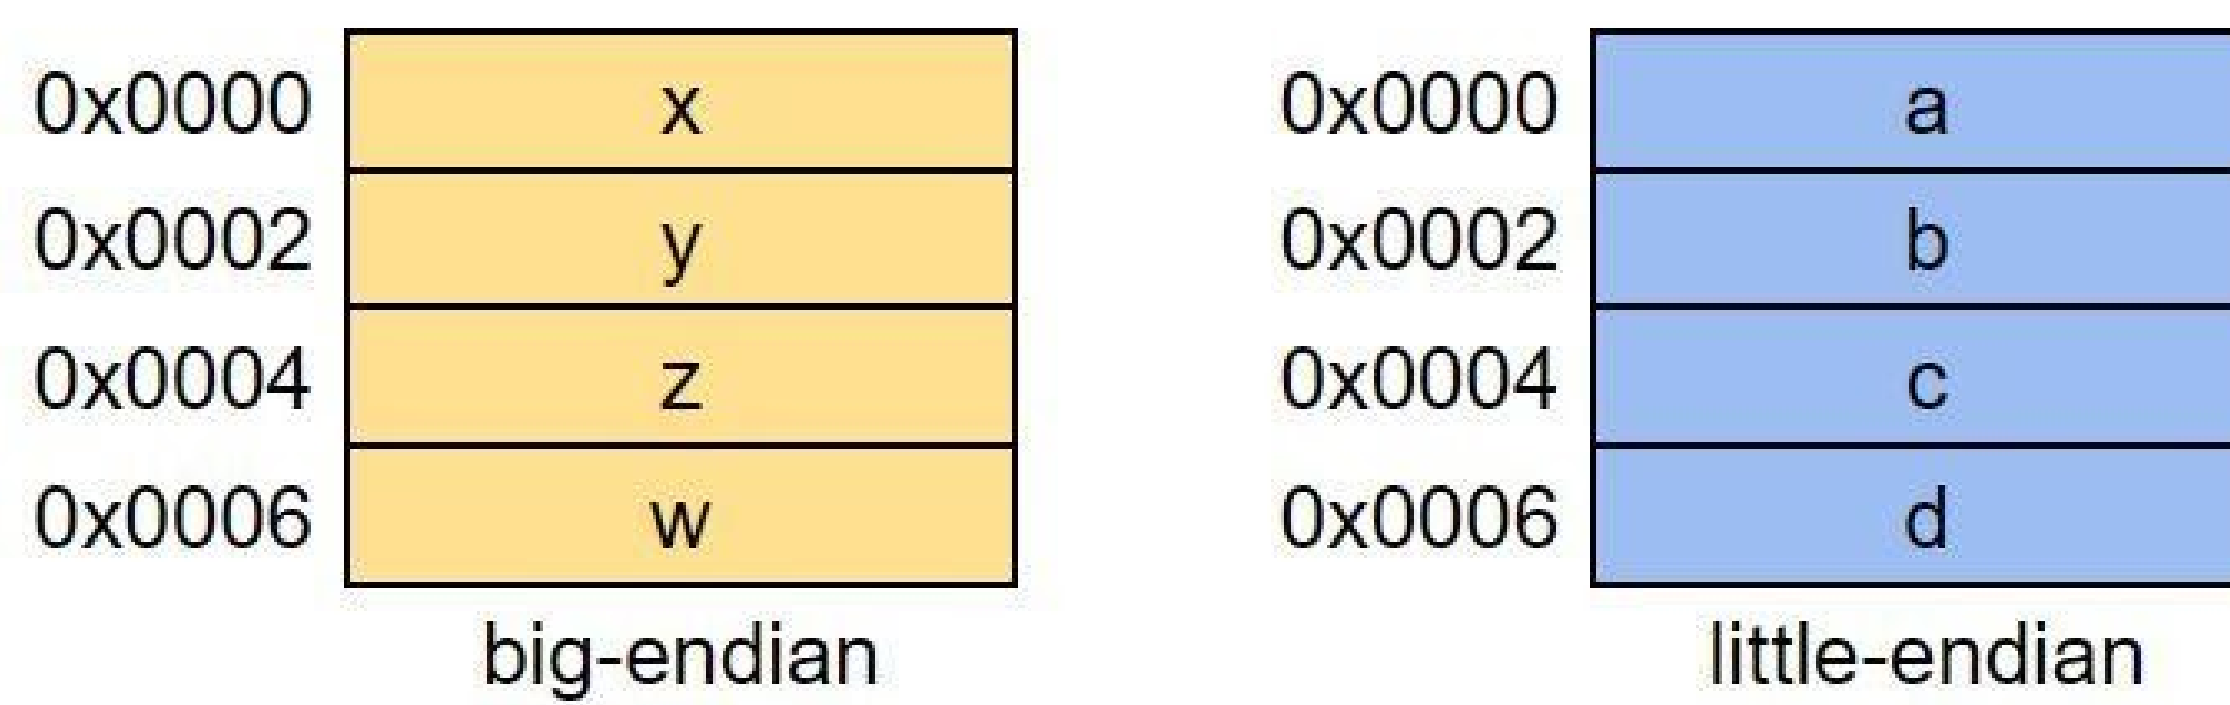 0x0000 x 0x0000 a
0x0002 y 0x0002 b
0x0004 z 0x0004 c
0x0006 w 0x0006 d
big-endian little-endian